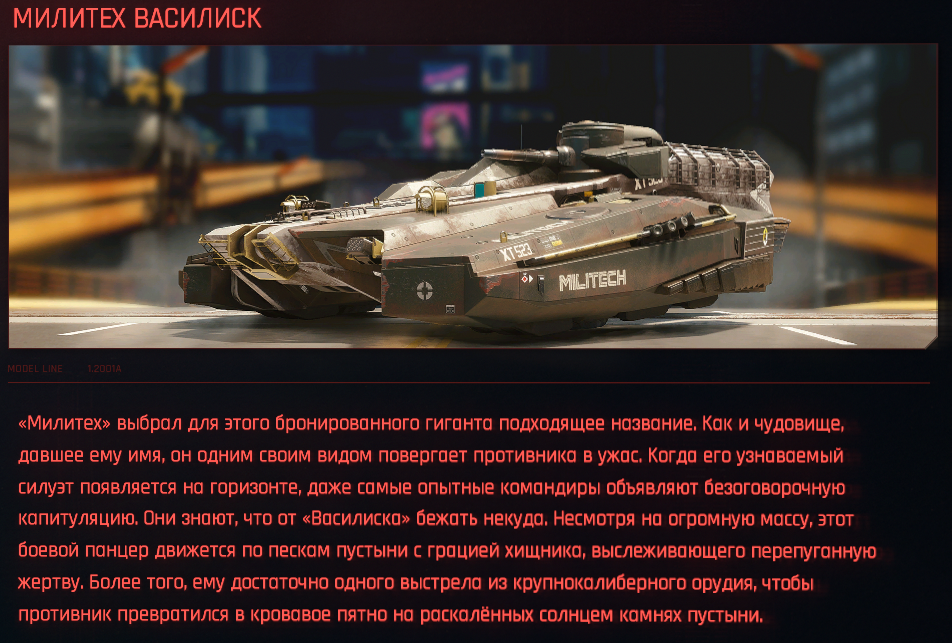 МИЛИТЕХ ВАСИЛИСК
XT 523
MILITECH
MODEL LINE 1.2001A
«Милитех» выбрал для этого бронированного гиганта подходящее название. Как и чудовище,
давшее ему имя, он одним своим видом повергает противника в ужас. Когда его узнаваемый
силуэт появляется на горизонте, даже самые опытные командиры объявляют безоговорочную
капитуляцию. Они знают, что от «Василиска» бежать некуда. Несмотря на огромную массу, этот
боевой панцер движется по пескам пустыни с грацией хищника, выслеживающего перепуганную
жертву. Более того, ему достаточно одного выстрела из крупнокалиберного орудия, чтобы
противник превратился в кровавое пятно на раскалённых солнцем камнях пустыни.